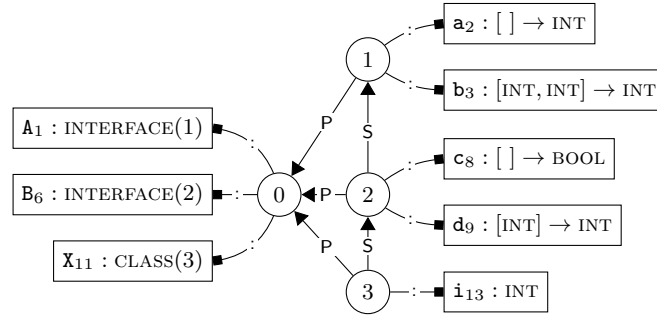 a₂ : [ ] → INT
1
b₃ : [INT, INT] → INT
P
S
A₁ : INTERFACE(1)
:
:
:
c₈ : [ ] → BOOL
B₆ : INTERFACE(2)
:
0
P
2
:
:
d₉ : [INT] → INT
X₁₁ : CLASS(3)
:
P
S
3
:
i₁₃ : INT